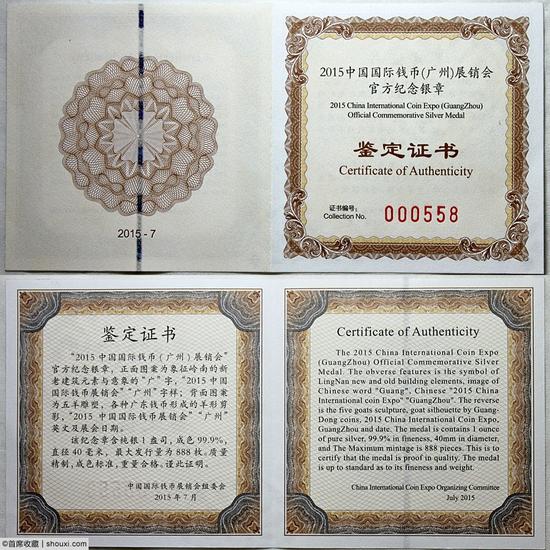 2015 - 7
2015中国国际钱币(广州)展销会
官方纪念银章
2015 China International Coin Expo (GuangZhou)
Official Commemorative Silver Medal
鉴定证书
Certificate of Authenticity
证书编号:
Collection No. 000558
鉴定证书
“2015中国国际钱币(广州)展销会”
官方纪念银章,正面图案为象征岭南的新
老建筑元素与意象的“广”字,“2015中
国国际钱币展销会”“广州”字样;背面图案
为五羊雕塑,多种广东钱币形成的羊形剪
影,“2015中国国际钱币展销会”“广州”
英文及展会日期。
该纪念章含纯银1盎司,成色99.9%,
直径40毫米,最大发行量为888枚。质量
精制,成色标准,重量合格。谨此证明。
中国国际钱币展销会组委会
2015年7月
Certificate of Authenticity
The 2015 China International Coin Expo
(GuangZhou) Official Commemorative Silver
Medal. The obverse features is the symbol of
LingNan new and old building elements, image of
Chinese word "Guang", Chinese "2015 China
International Coin Expo" "GuangZhou". The reverse
is the five goats sculpture, goat silhouette by Guang-
Dong coins, 2015 China International Coin Expo,
GuangZhou and date. The medal is contains 1 ounce
of pure silver, 99.9% in fineness, 40mm in diameter,
and The Maximum mintage is 888 pieces. This is to
certify that the medal is proof in quality. The medal
is up to standard as to its fineness and weight.
China International Coin Expo Organizing Committee
July 2015
©首席收藏 | shouxi.com